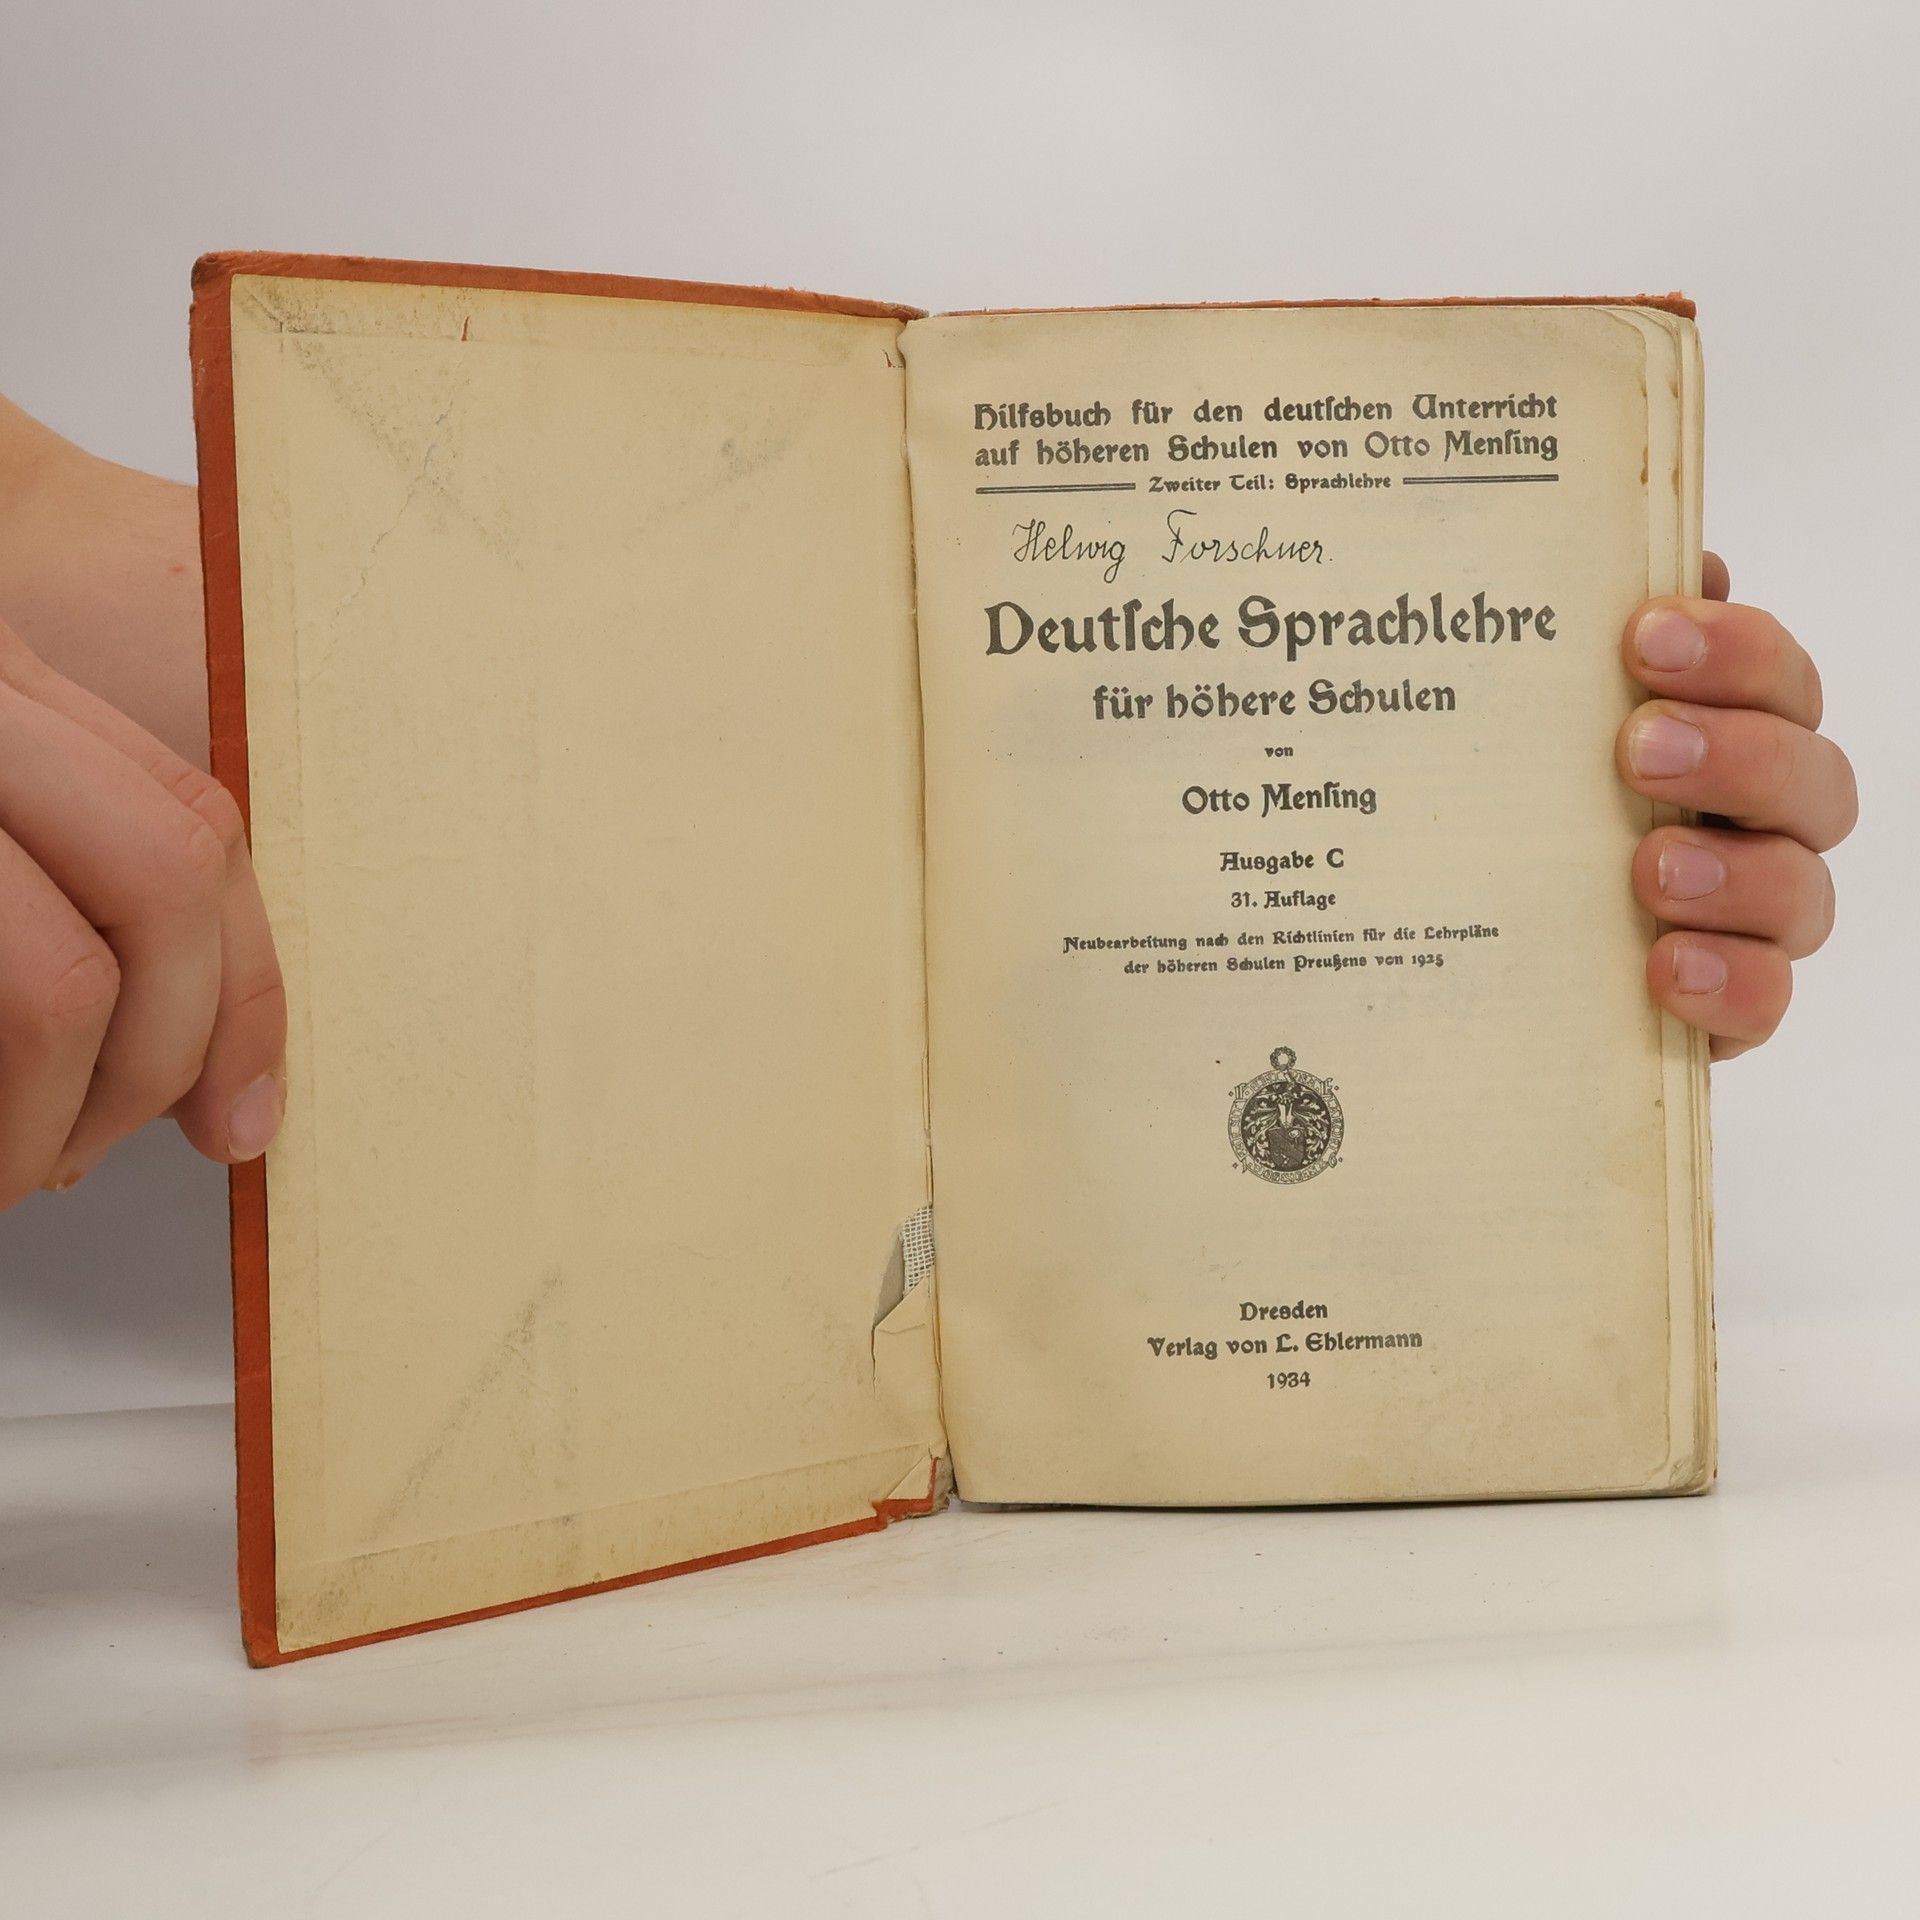 Hilfsbuch für den deutſchen Unterricht
auf höheren Schulen von Otto Menſing
Zweiter Teil: Sprachlehre
Helwig Forschner.
Deutſche Sprachlehre
für höhere Schulen
von
Otto Menſing
Ausgabe C
31. Auflage
Neubearbeitung nach den Richtlinien für die Lehrpläne
der höheren Schulen Preußens von 1925
Dresden
Verlag von L. Ehlermann
1934